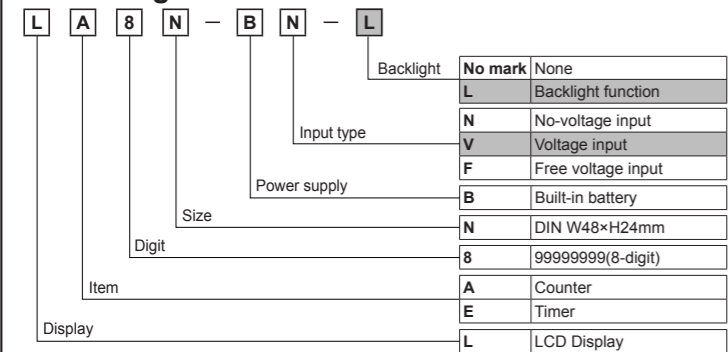 L A 8 N - B N - L
Backlight No mark None
L Backlight function
Input type N No-voltage input
V Voltage input
F Free voltage input
Power supply B Built-in battery
Size N DIN W48×H24mm
Digit 8 99999999(8-digit)
Item A Counter
E Timer
Display L LCD Display